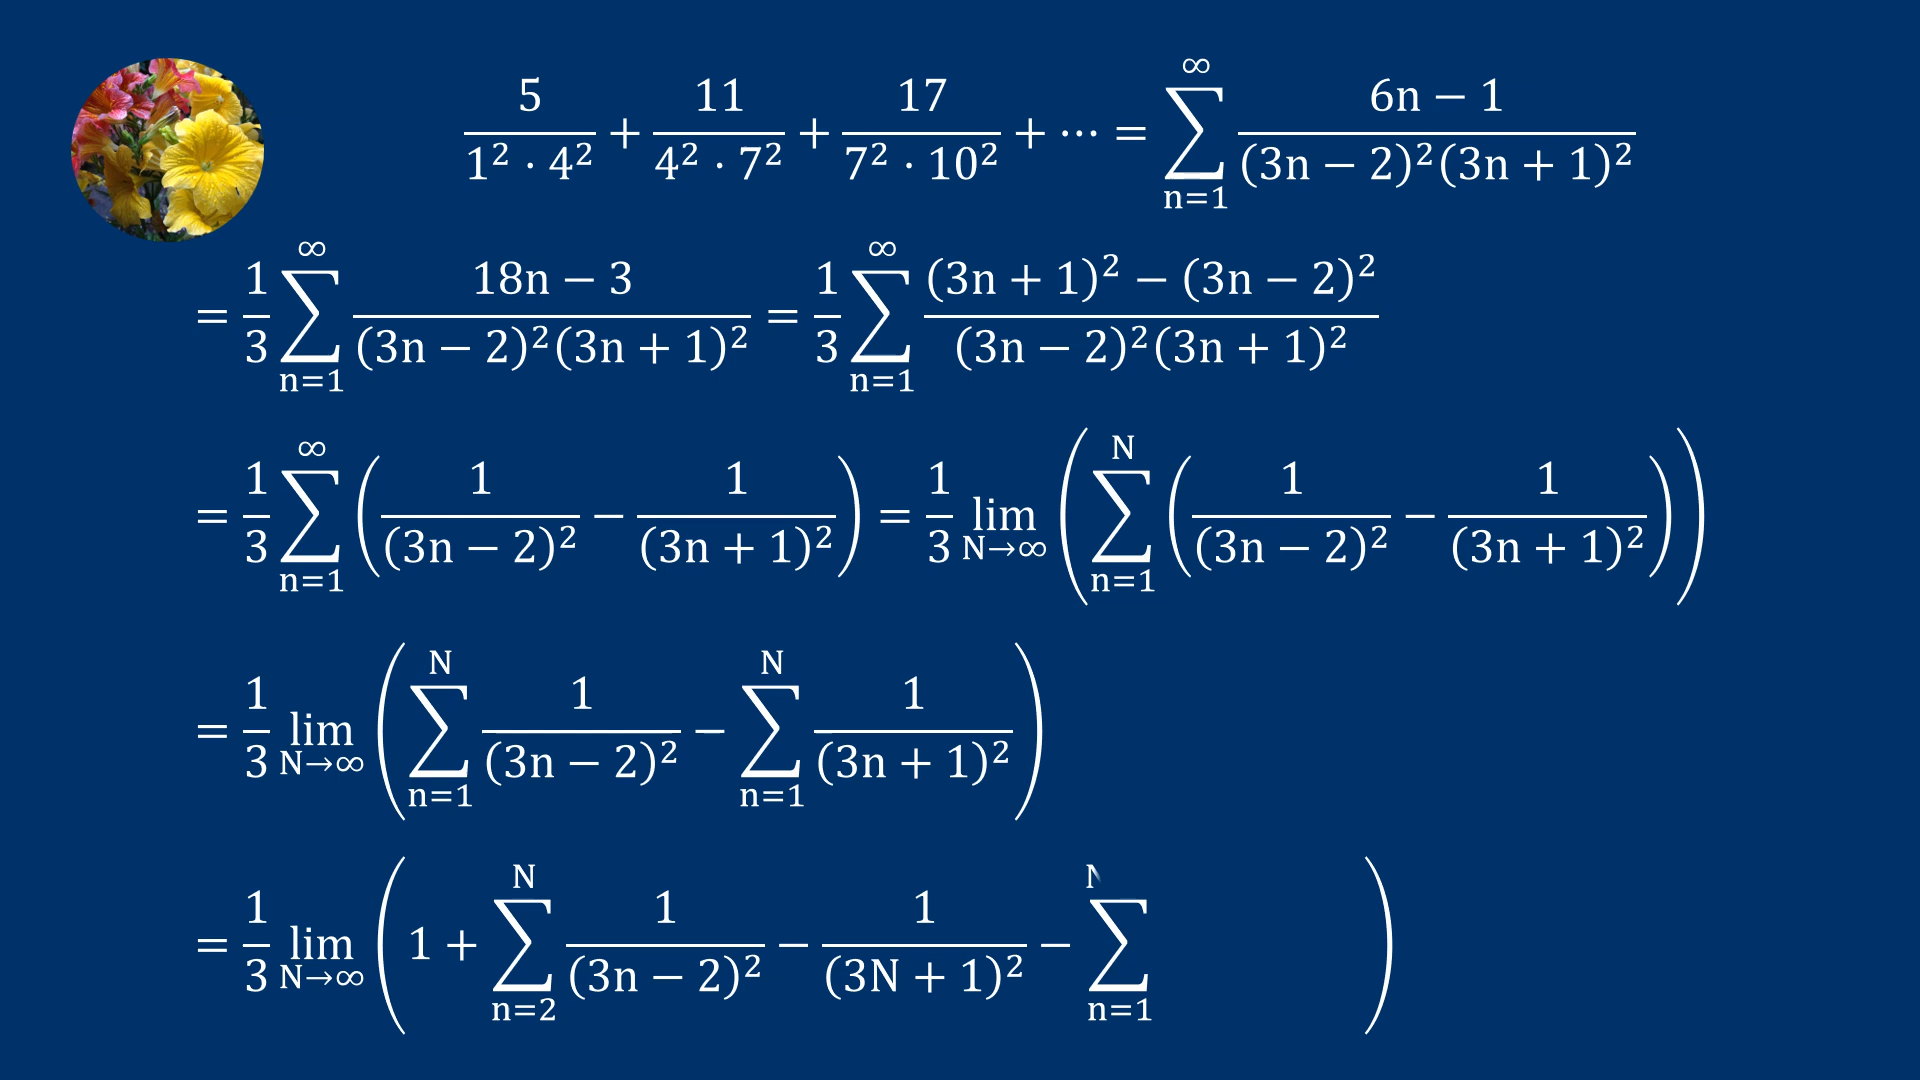 5/(1² · 4²) + 11/(4² · 7²) + 17/(7² · 10²) + ⋯ = ∑_{n=1}^{∞} (6n − 1)/((3n − 2)²(3n + 1)²)
= 1/3 ∑_{n=1}^{∞} (18n − 3)/((3n − 2)²(3n + 1)²) = 1/3 ∑_{n=1}^{∞} ((3n + 1)² − (3n − 2)²)/((3n − 2)²(3n + 1)²)
= 1/3 ∑_{n=1}^{∞} (1/(3n − 2)² − 1/(3n + 1)²) = 1/3 lim_{N→∞} (∑_{n=1}^{N} (1/(3n − 2)² − 1/(3n + 1)²))
= 1/3 lim_{N→∞} (∑_{n=1}^{N} 1/(3n − 2)² − ∑_{n=1}^{N} 1/(3n + 1)²)
= 1/3 lim_{N→∞} (1 + ∑_{n=2}^{N} 1/(3n − 2)² − 1/(3N + 1)² − ∑_{n=1} )